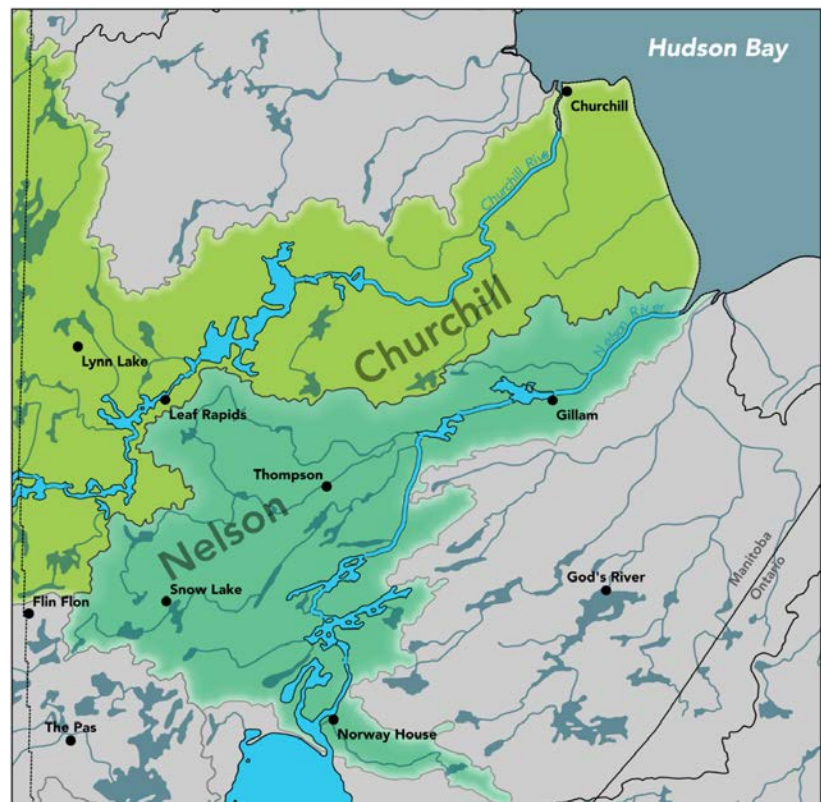 Hudson Bay
Churchill
Churchill River
Churchill
Nelson River
Lynn Lake
Leaf Rapids
Gillam
Thompson
Nelson
Manitoba
Ontario
God's River
Snow Lake
Flin Flon
Norway House
The Pas